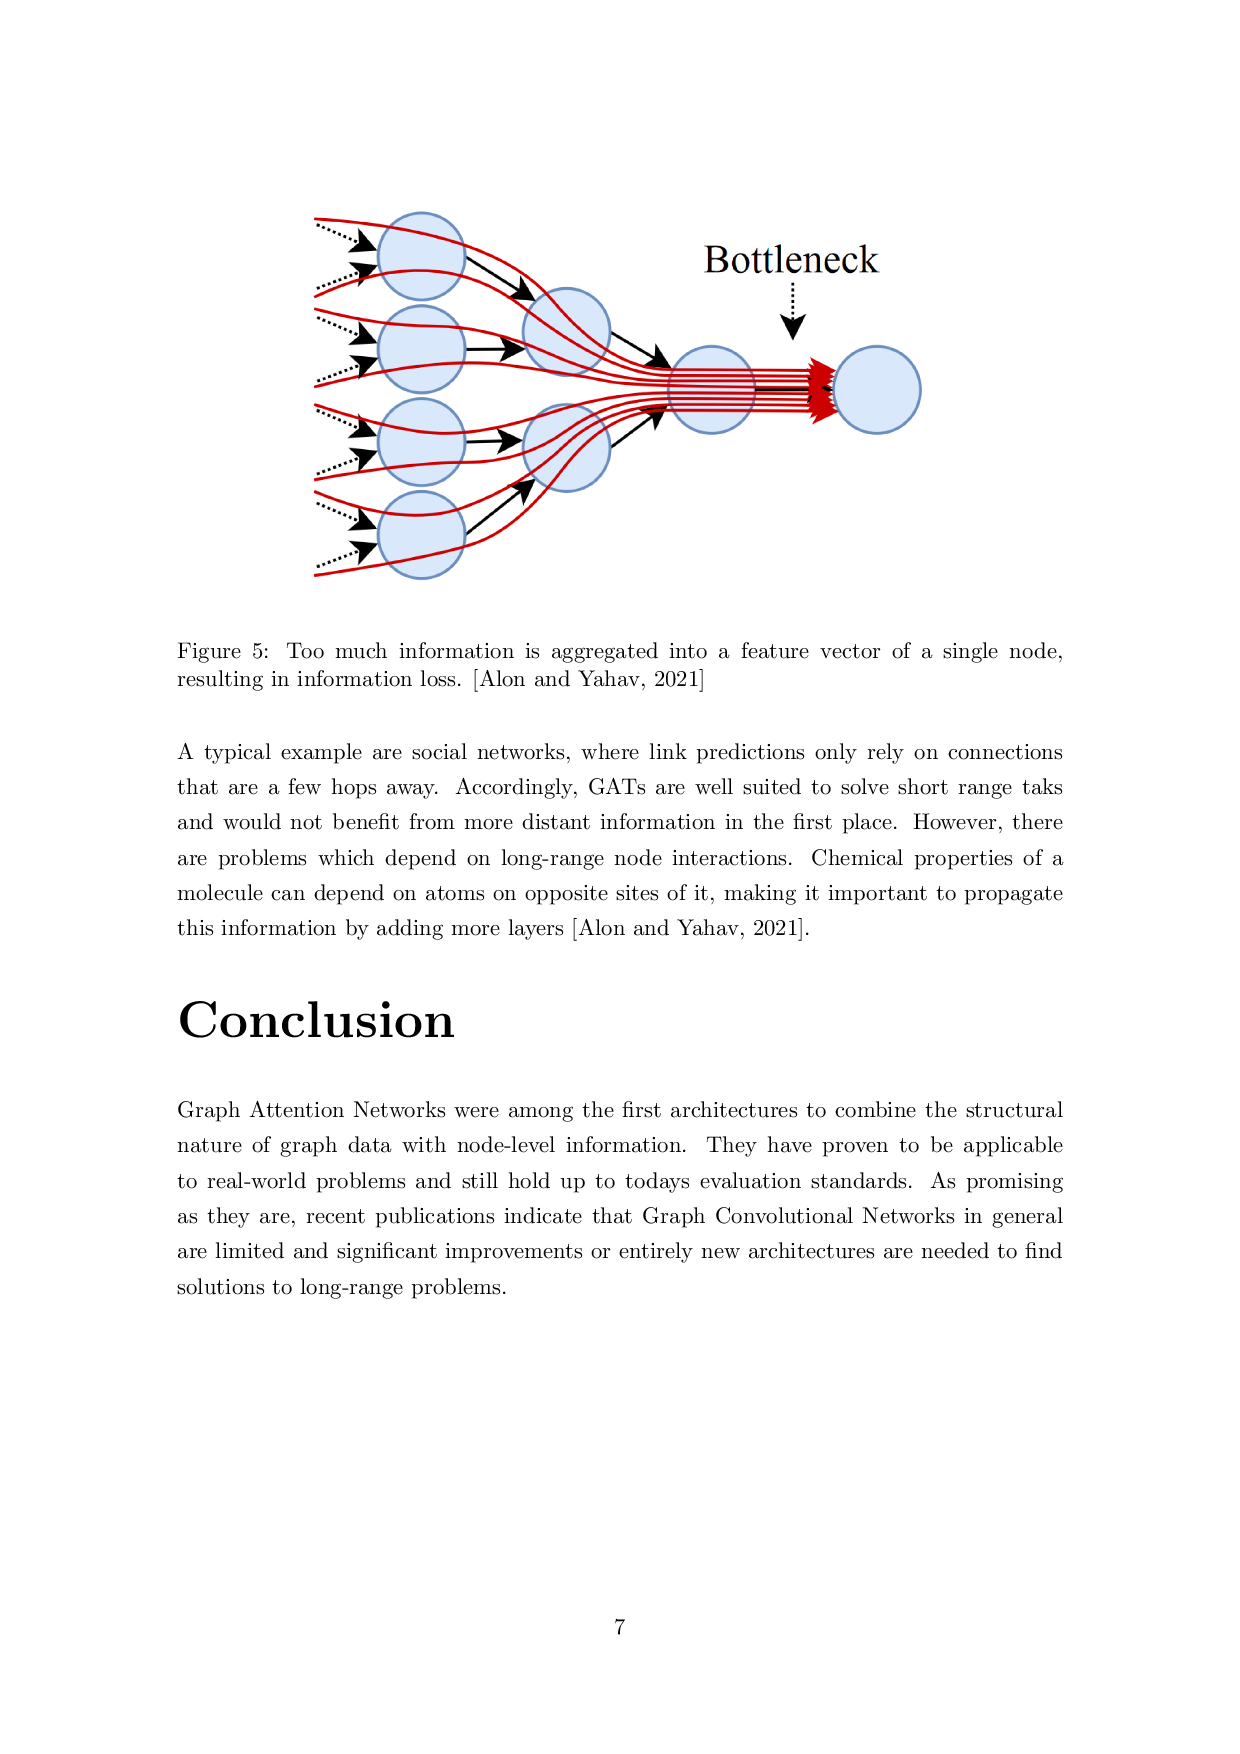 Bottleneck
Figure 5: Too much information is aggregated into a feature vector of a single node,
resulting in information loss. [Alon and Yahav, 2021]
A typical example are social networks, where link predictions only rely on connections
that are a few hops away. Accordingly, GATs are well suited to solve short range taks
and would not benefit from more distant information in the first place. However, there
are problems which depend on long-range node interactions. Chemical properties of a
molecule can depend on atoms on opposite sites of it, making it important to propagate
this information by adding more layers [Alon and Yahav, 2021].
Conclusion
Graph Attention Networks were among the first architectures to combine the structural
nature of graph data with node-level information. They have proven to be applicable
to real-world problems and still hold up to todays evaluation standards. As promising
as they are, recent publications indicate that Graph Convolutional Networks in general
are limited and significant improvements or entirely new architectures are needed to find
solutions to long-range problems.
7